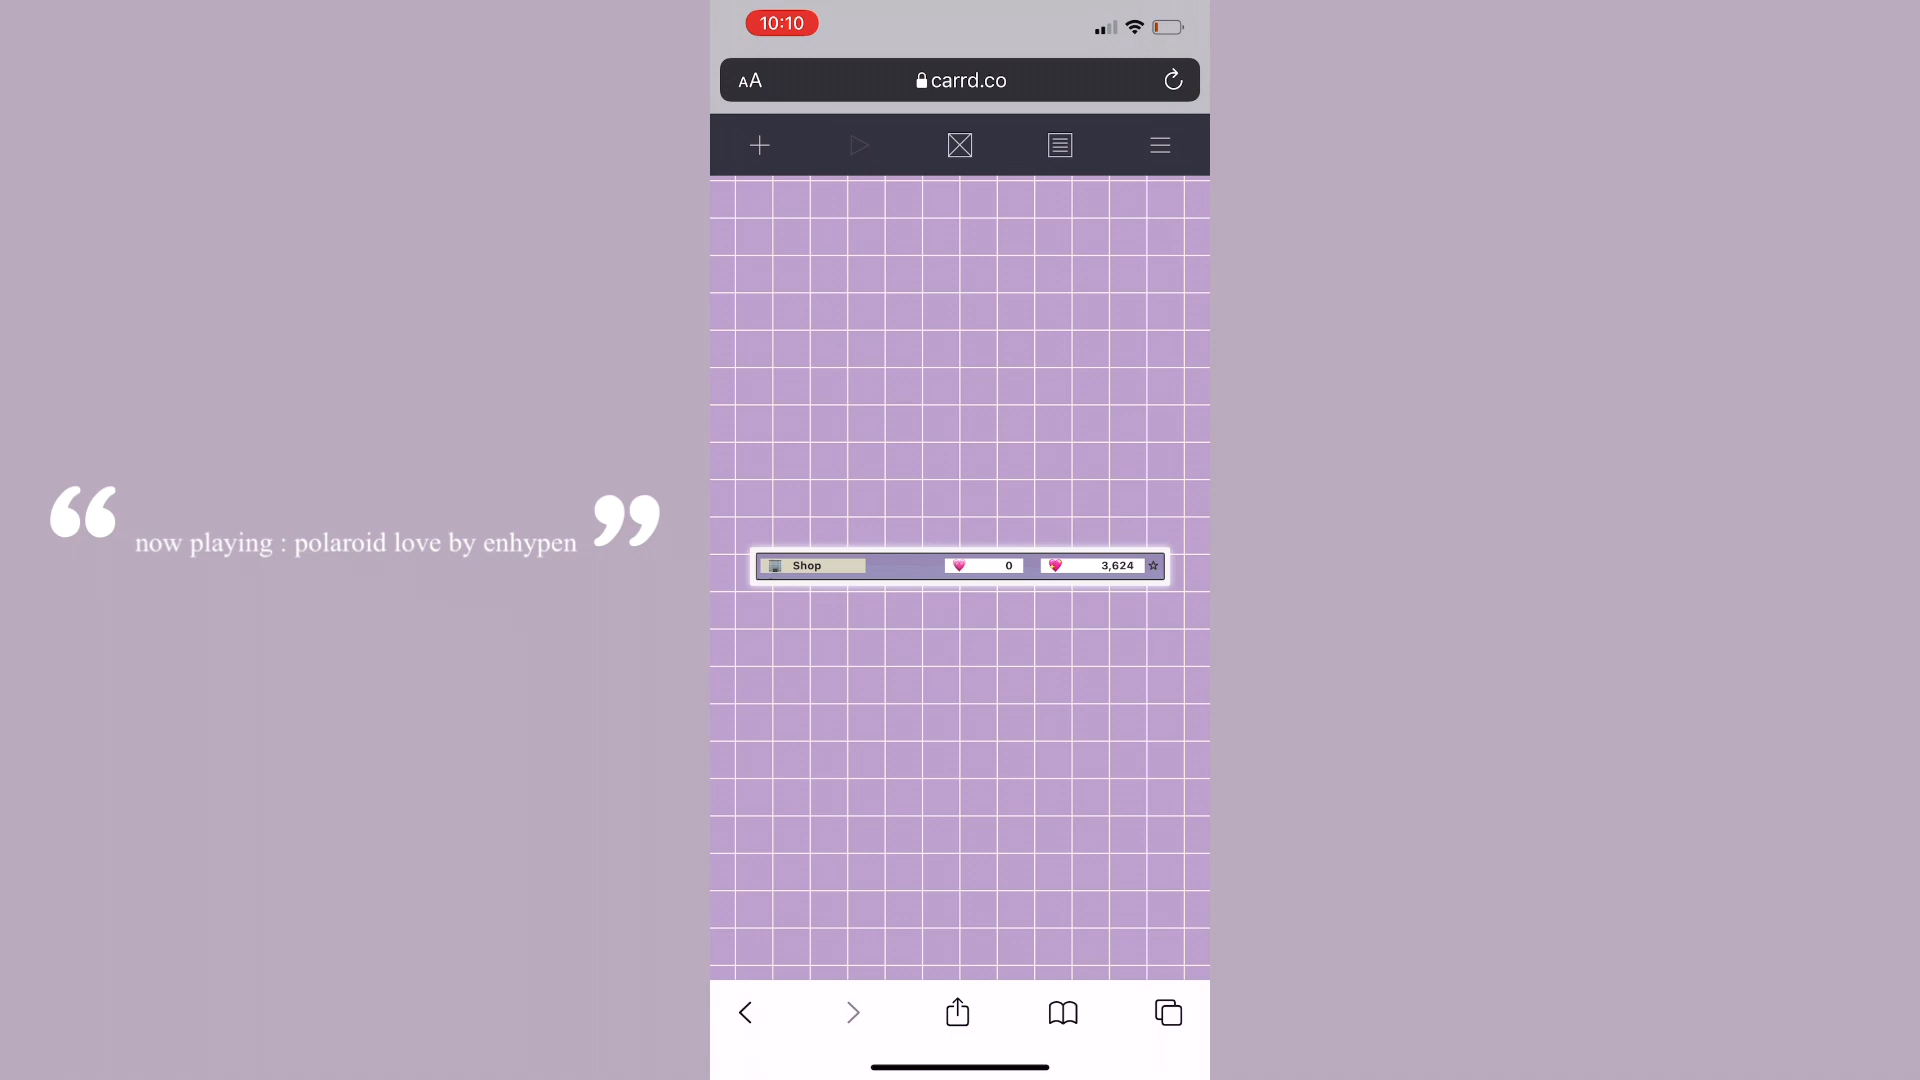 10:10
AA carrd.co
“ now playing : polaroid love by enhypen ”
Shop 0 3,624